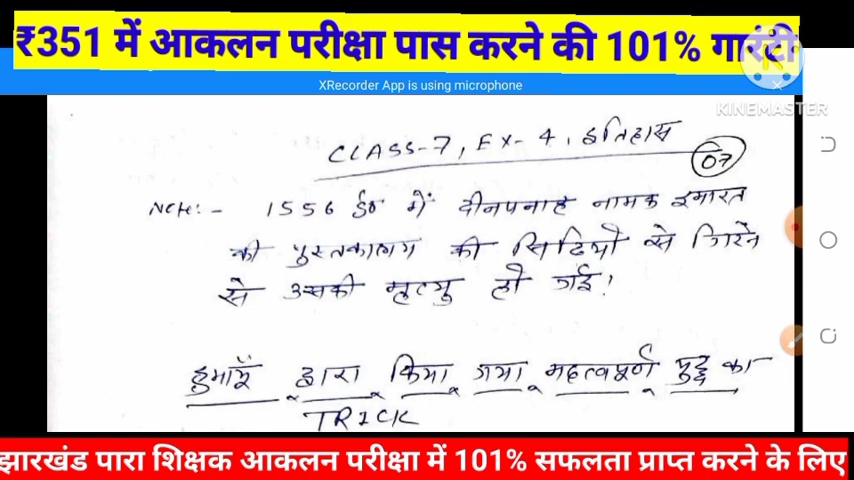 ₹351 में आकलन परीक्षा पास करने की 101% गारंटी
XRecorder App is using microphone
KINEMASTER
CLASS-7, EX-4, इतिहास
07
Note:- 1556 ई० में दीनपनाह नामक इमारत
की पुस्तकालय की सिढियो से गिरने
से उसकी मृत्यु हो गई!
हुमायूँ द्वारा किया गया महत्वपूर्ण युद्ध का
TRICK
झारखंड पारा शिक्षक आकलन परीक्षा में 101% सफलता प्राप्त करने के लिए